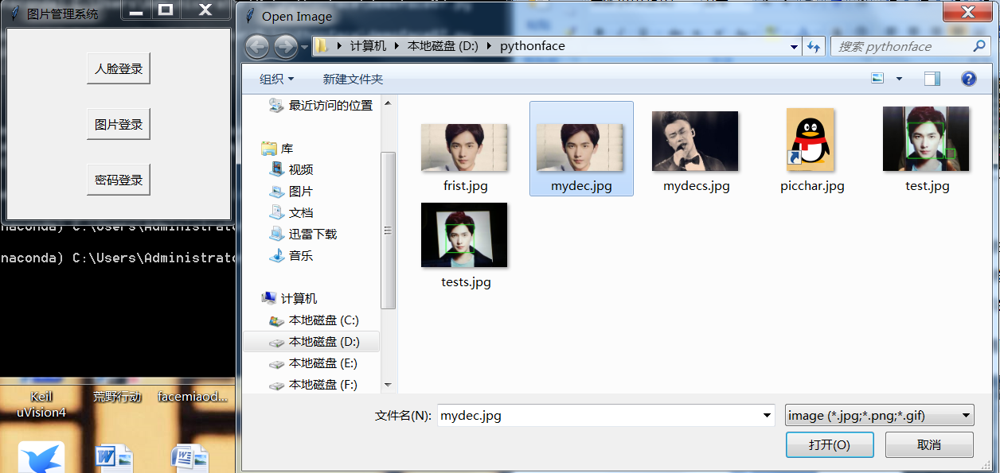 图片管理系统
人脸登录
图片登录
密码登录
naconda) C:\Users\Administrato
naconda) C:\Users\Administrato
Keil
uVision4
荒野行动
facemiaod...
Open Image
计算机
本地磁盘 (D:)
pythonface
搜索 pythonface
组织
新建文件夹
最近访问的位置
库
视频
图片
文档
迅雷下载
音乐
计算机
本地磁盘 (C:)
本地磁盘 (D:)
本地磁盘 (E:)
本地磁盘 (F:)
frist.jpg
mydec.jpg
mydecs.jpg
picchar.jpg
test.jpg
tests.jpg
文件名(N):
mydec.jpg
image (*.jpg;*.png;*.gif)
打开(O)
取消